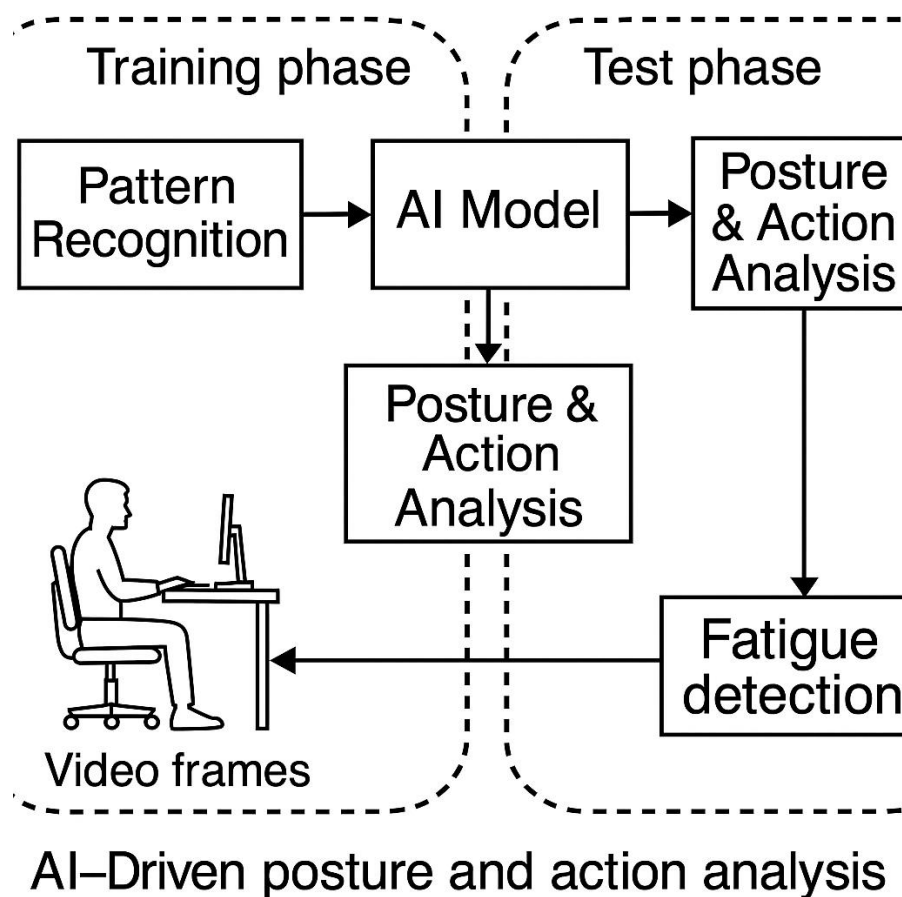 Training phase
Test phase
Pattern
Recognition
AI Model
Posture
& Action
Analysis
Posture &
Action
Analysis
Fatigue
detection
Video frames
AI–Driven posture and action analysis